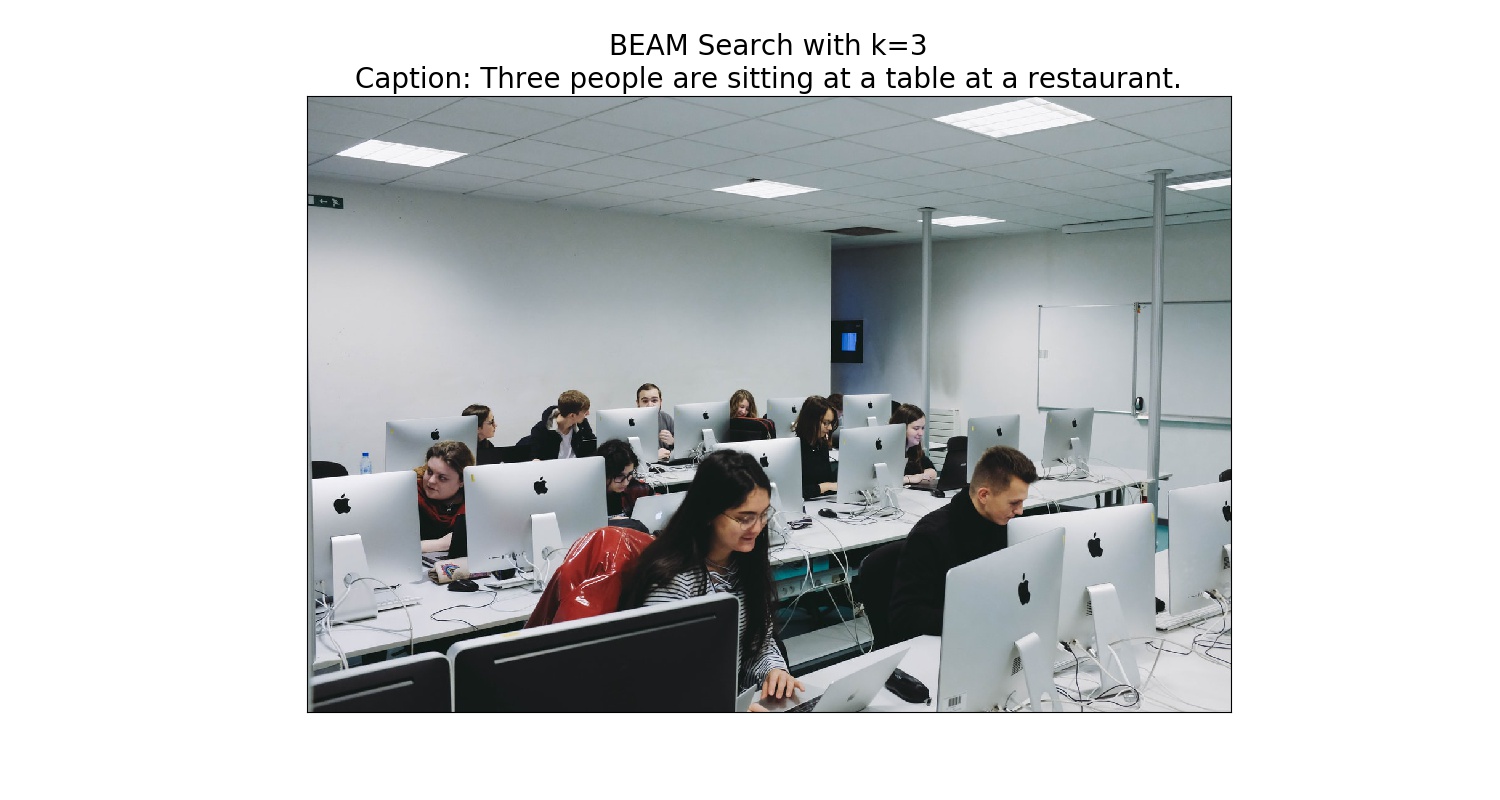 BEAM Search with k=3
Caption: Three people are sitting at a table at a restaurant.